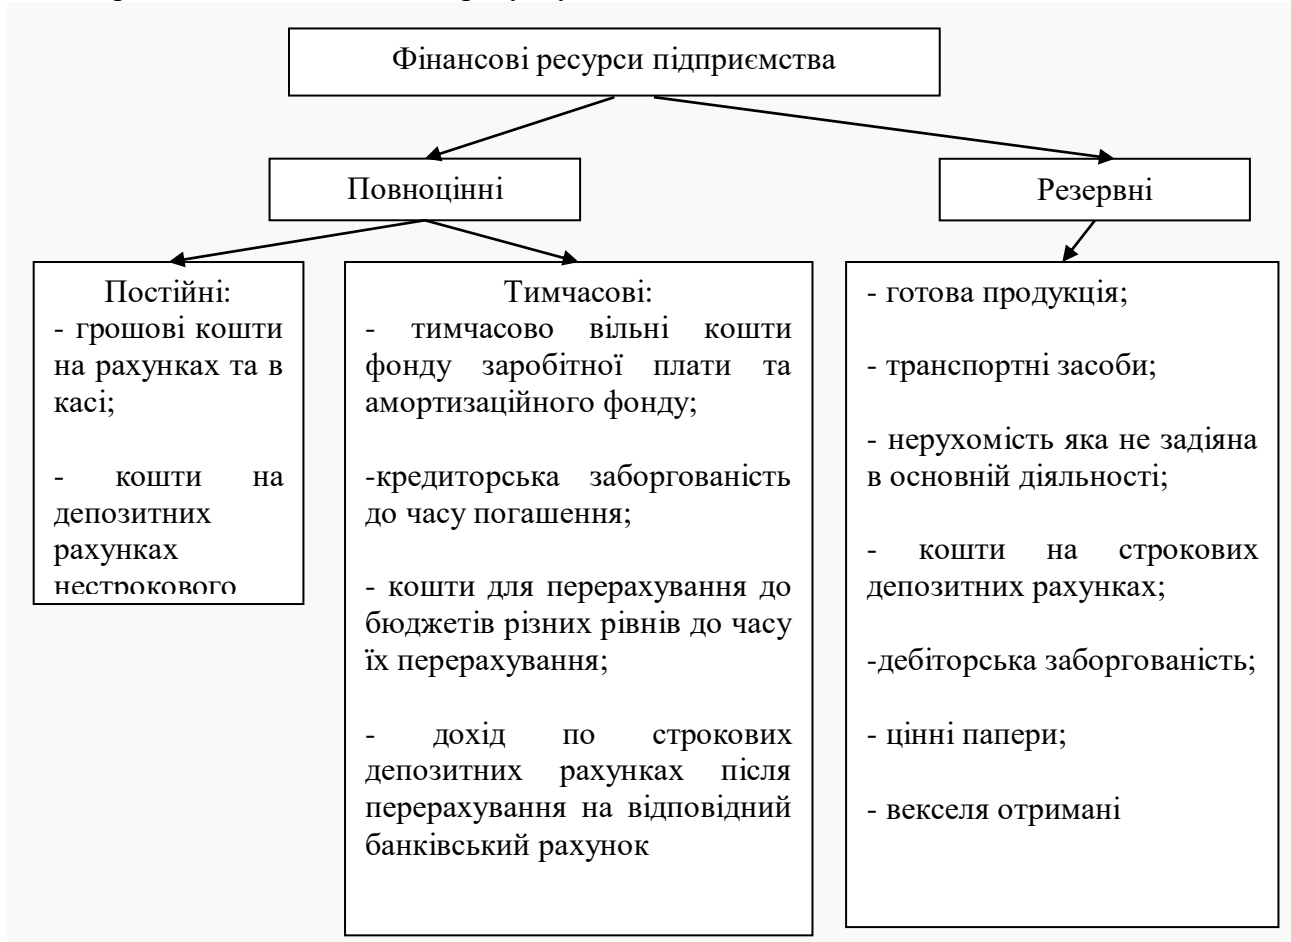 Фінансові ресурси підприємства
Повноцінні
Резервні
Постійні:
- грошові кошти
на рахунках та в
касі;
- кошти на
депозитних
рахунках
нестрокового
Тимчасові:
- тимчасово вільні кошти
фонду заробітної плати та
амортизаційного фонду;
-кредиторська заборгованість
до часу погашення;
- кошти для перерахування до
бюджетів різних рівнів до часу
їх перерахування;
- дохід по строкових
депозитних рахунках після
перерахування на відповідний
банківський рахунок
- готова продукція;
- транспортні засоби;
- нерухомість яка не задіяна
в основній діяльності;
- кошти на строкових
депозитних рахунках;
-дебіторська заборгованість;
- цінні папери;
- векселя отримані